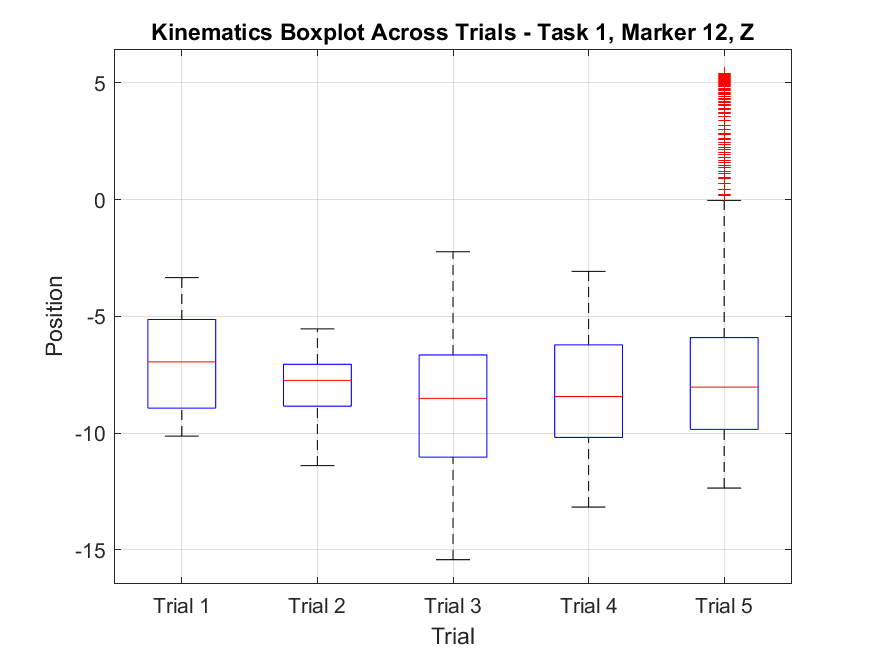 Kinematics Boxplot Across Trials - Task 1, Marker 12, Z
Position
5
0
-5
-10
-15
Trial 1 Trial 2 Trial 3 Trial 4 Trial 5
Trial